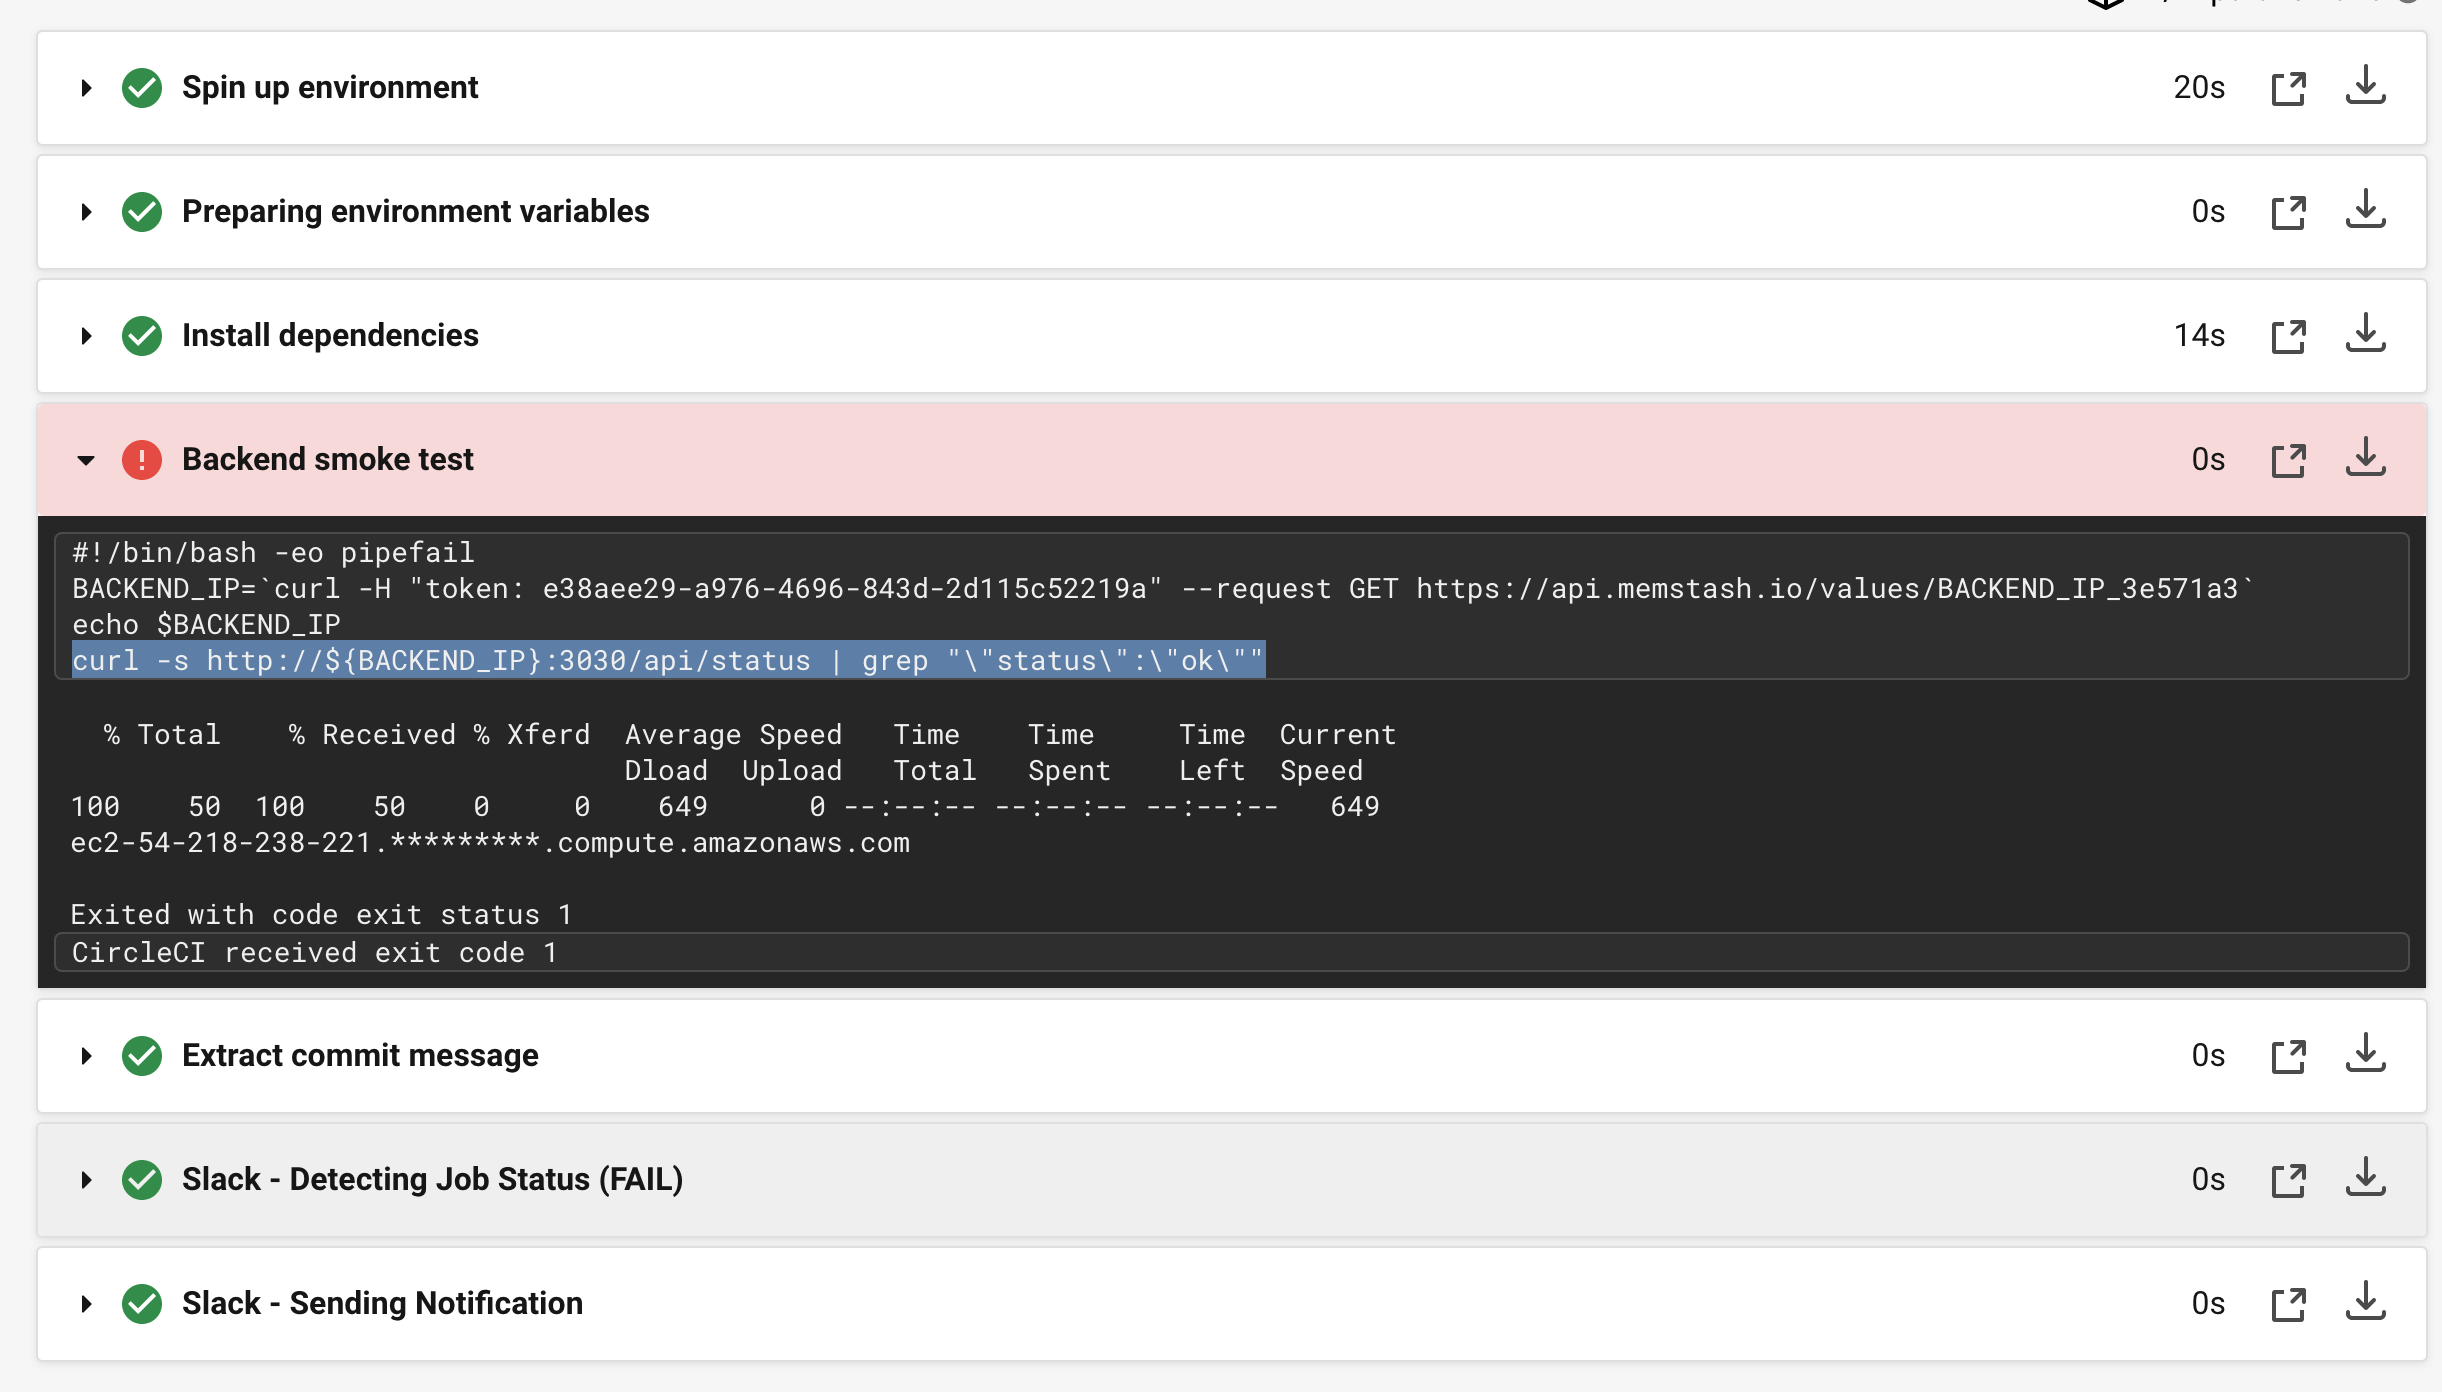 Spin up environment 20s
Preparing environment variables 0s
Install dependencies 14s
Backend smoke test 0s
#!/bin/bash -eo pipefail
BACKEND_IP=`curl -H "token: e38aee29-a976-4696-843d-2d115c52219a" --request GET https://api.memstash.io/values/BACKEND_IP_3e571a3`
echo $BACKEND_IP
curl -s http://${BACKEND_IP}:3030/api/status | grep "\"status\":\"ok\""
% Total % Received % Xferd Average Speed Time Time Time Current
Dload Upload Total Spent Left Speed
100 50 100 50 0 0 649 0 --:--:-- --:--:-- --:--:-- 649
ec2-54-218-238-221.*********.compute.amazonaws.com
Exited with code exit status 1
CircleCI received exit code 1
Extract commit message 0s
Slack - Detecting Job Status (FAIL) 0s
Slack - Sending Notification 0s